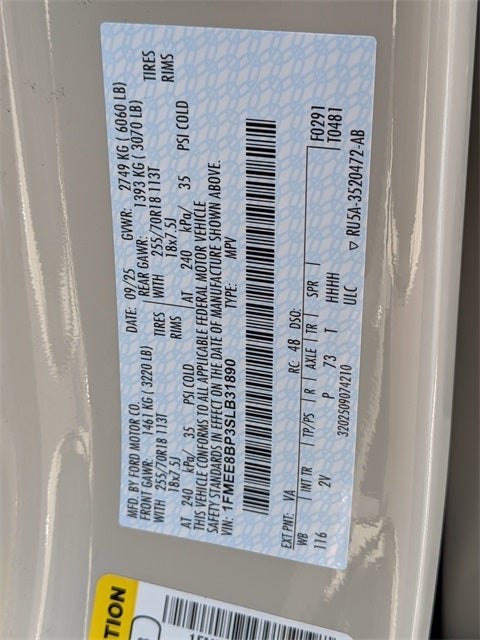 MFD. BY FORD MOTOR CO. DATE: 09/25 GVWR: 2749 KG ( 6060 LB)
FRONT GAWR: 1461 KG ( 3220 LB) REAR GAWR: 1393 KG ( 3070 LB)
WITH 255/70R18 113T TIRES WITH 255/70R18 113T TIRES
18x7.5J RIMS 18x7.5J RIMS
AT 240 kPa/ 35 PSI COLD AT 240 kPa/ 35 PSI COLD
THIS VEHICLE CONFORMS TO ALL APPLICABLE FEDERAL MOTOR VEHICLE
SAFETY STANDARDS IN EFFECT ON THE DATE OF MANUFACTURE SHOWN ABOVE.
VIN: 1FMEE8BP3SLB31890 TYPE: MPV
EXT PNT: VA RC: 48 DSO: F0291
WB INT TR TP/PS R AXLE TR SPR T0481
116 2V P 73 T HHHH
3202509074210 ULC ▽ RU5A-3520472-AB
TION